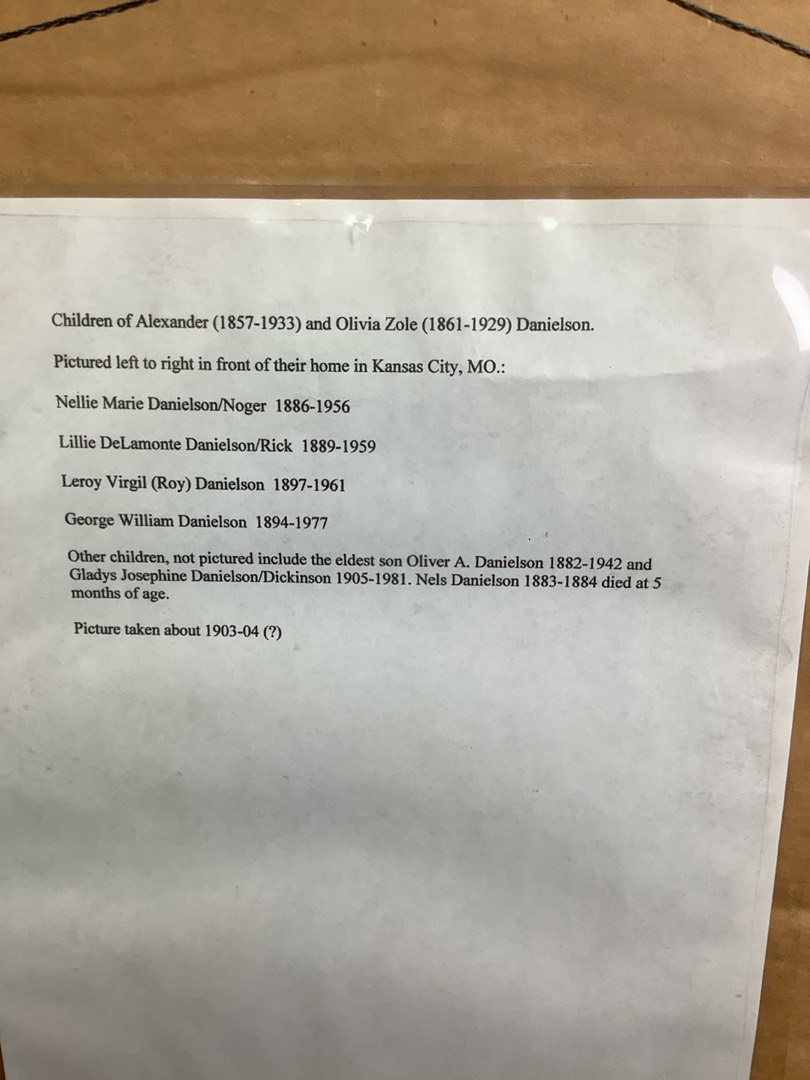 Children of Alexander (1857-1933) and Olivia Zole (1861-1929) Danielson.
Pictured left to right in front of their home in Kansas City, MO.:
Nellie Marie Danielson/Noger 1886-1956
Lillie DeLamonte Danielson/Rick 1889-1959
Leroy Virgil (Roy) Danielson 1897-1961
George William Danielson 1894-1977
Other children, not pictured include the eldest son Oliver A. Danielson 1882-1942 and
Gladys Josephine Danielson/Dickinson 1905-1981. Nels Danielson 1883-1884 died at 5
months of age.
Picture taken about 1903-04 (?)